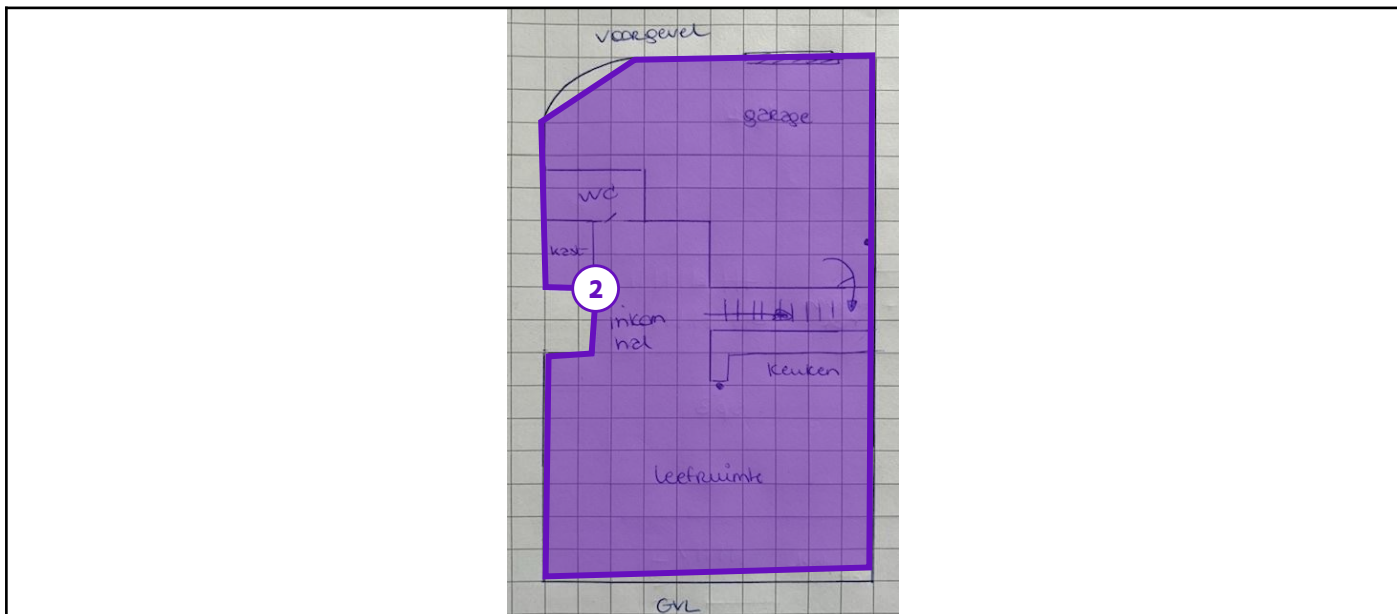 voorgevel
garage
WC
Kast
2
inkom
hal
Keuken
Leefruimte
GVL